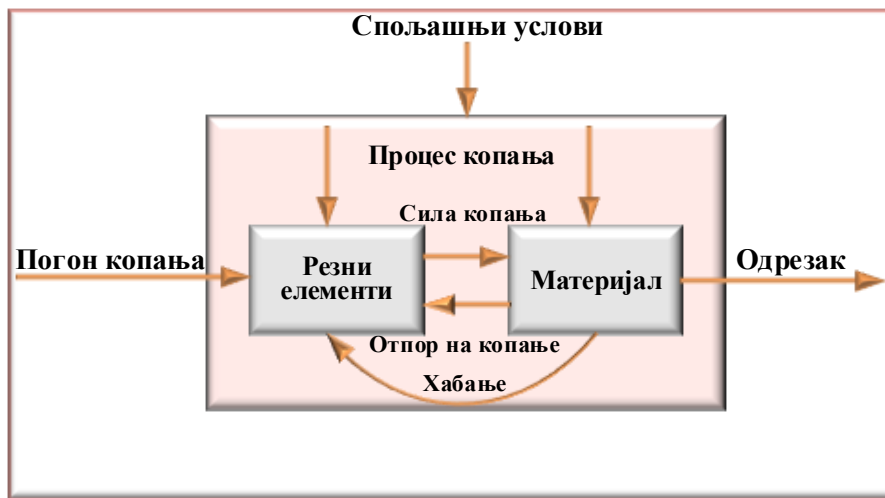 Спољашњи услови
Процес копања
Сила копања
Погон копања
Резни
елементи
Материјал
Одрезак
Отпор на копање
Хабање